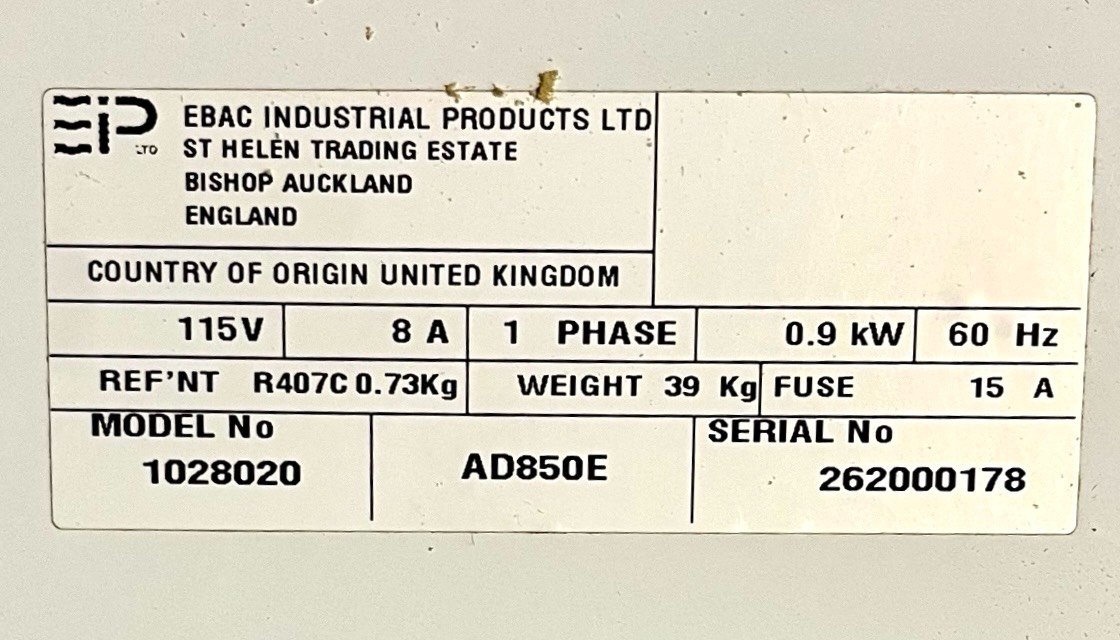 EIP LTD
EBAC INDUSTRIAL PRODUCTS LTD
ST HELEN TRADING ESTATE
BISHOP AUCKLAND
ENGLAND
COUNTRY OF ORIGIN UNITED KINGDOM
115V 8 A 1 PHASE 0.9 kW 60 Hz
REF'NT R407C 0.73Kg WEIGHT 39 Kg FUSE 15 A
MODEL No
1028020
AD850E
SERIAL No
262000178